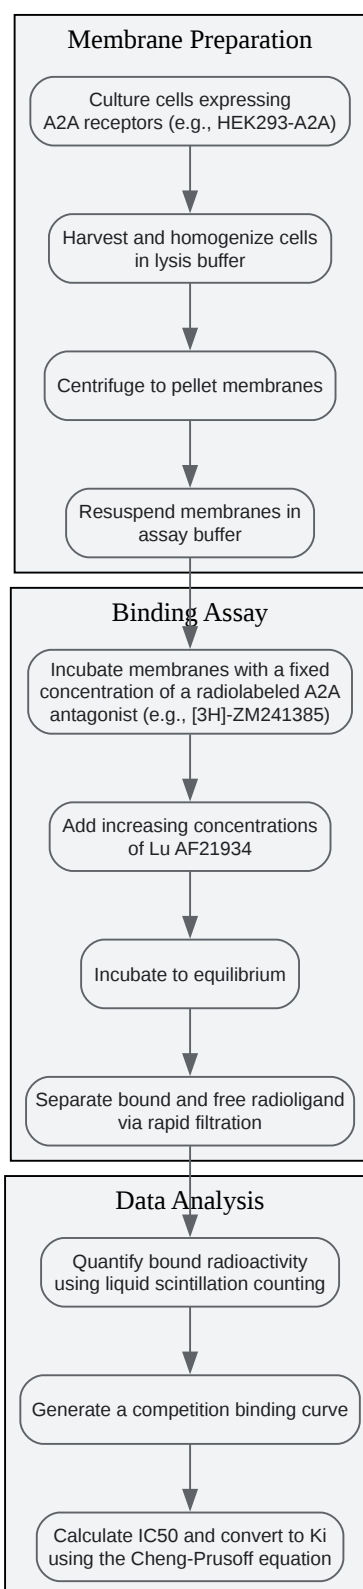 Membrane Preparation
Culture cells expressing
A2A receptors (e.g., HEK293-A2A)
Harvest and homogenize cells
in lysis buffer
Centrifuge to pellet membranes
Resuspend membranes in
assay buffer
Binding Assay
Incubate membranes with a fixed
concentration of a radiolabeled A2A
antagonist (e.g., [3H]-ZM241385)
Add increasing concentrations
of Lu AF21934
Incubate to equilibrium
Separate bound and free radioligand
via rapid filtration
Data Analysis
Quantify bound radioactivity
using liquid scintillation counting
Generate a competition binding curve
Calculate IC50 and convert to Ki
using the Cheng-Prusoff equation